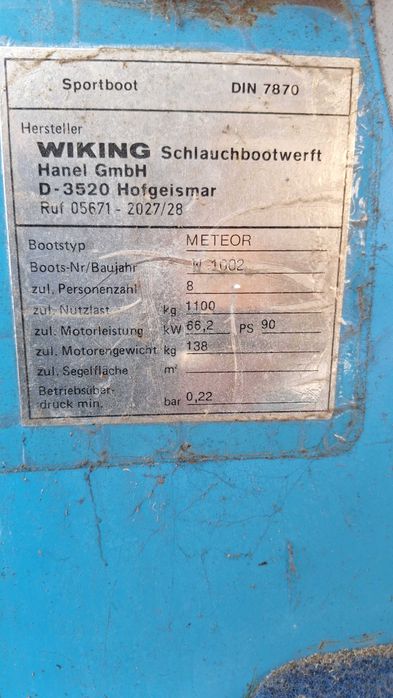 Sportboot DIN 7870
Hersteller
WIKING Schlauchbootwerft
Hanel GmbH
D-3520 Hofgeismar
Ruf 05671-2027/28
Bootstyp METEOR
Boots-Nr/Baujahr W 1602
zul. Personenzahl 8
zul. Nutzlast kg 1100
zul. Motorleistung kW 66,2 PS 90
zul. Motorengewicht kg 138
zul. Segelfläche m²
Betriebsüber-
druck min. bar 0,22